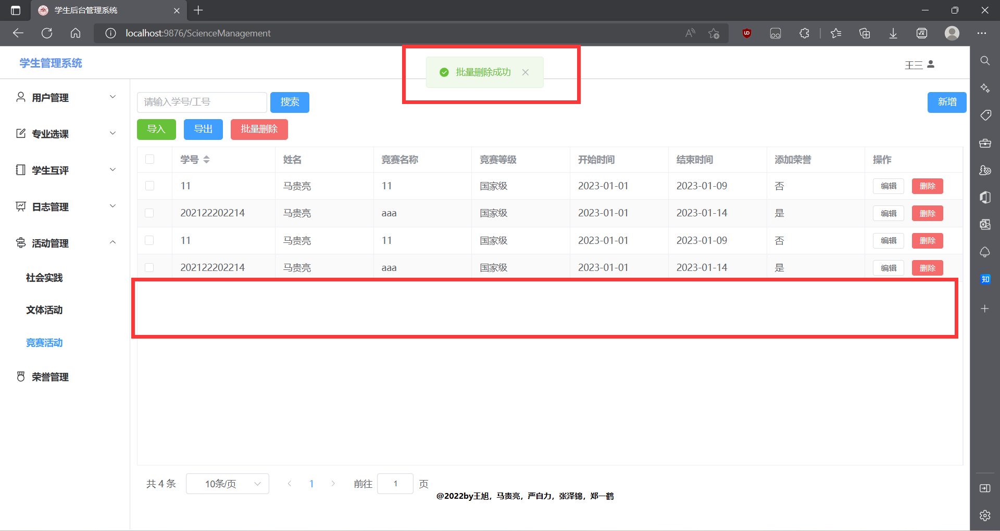 学生后台管理系统
localhost:9876/ScienceManagement
学生管理系统
批量删除成功
王三
用户管理
专业选课
学生互评
日志管理
活动管理
社会实践
文体活动
竞赛活动
荣誉管理
请输入学号/工号 搜索 新增
导入 导出 批量删除
学号 姓名 竞赛名称 竞赛等级 开始时间 结束时间 添加荣誉 操作
11 马贵亮 11 国家级 2023-01-01 2023-01-09 否 编辑 删除
202122202214 马贵亮 aaa 国家级 2023-01-01 2023-01-14 是 编辑 删除
11 马贵亮 11 国家级 2023-01-01 2023-01-09 否 编辑 删除
202122202214 马贵亮 aaa 国家级 2023-01-01 2023-01-14 是 编辑 删除
共 4 条 10条/页 1 前往 1 页
@2022by王旭，马贵亮，严自力，张泽锦，郑一鹤
知